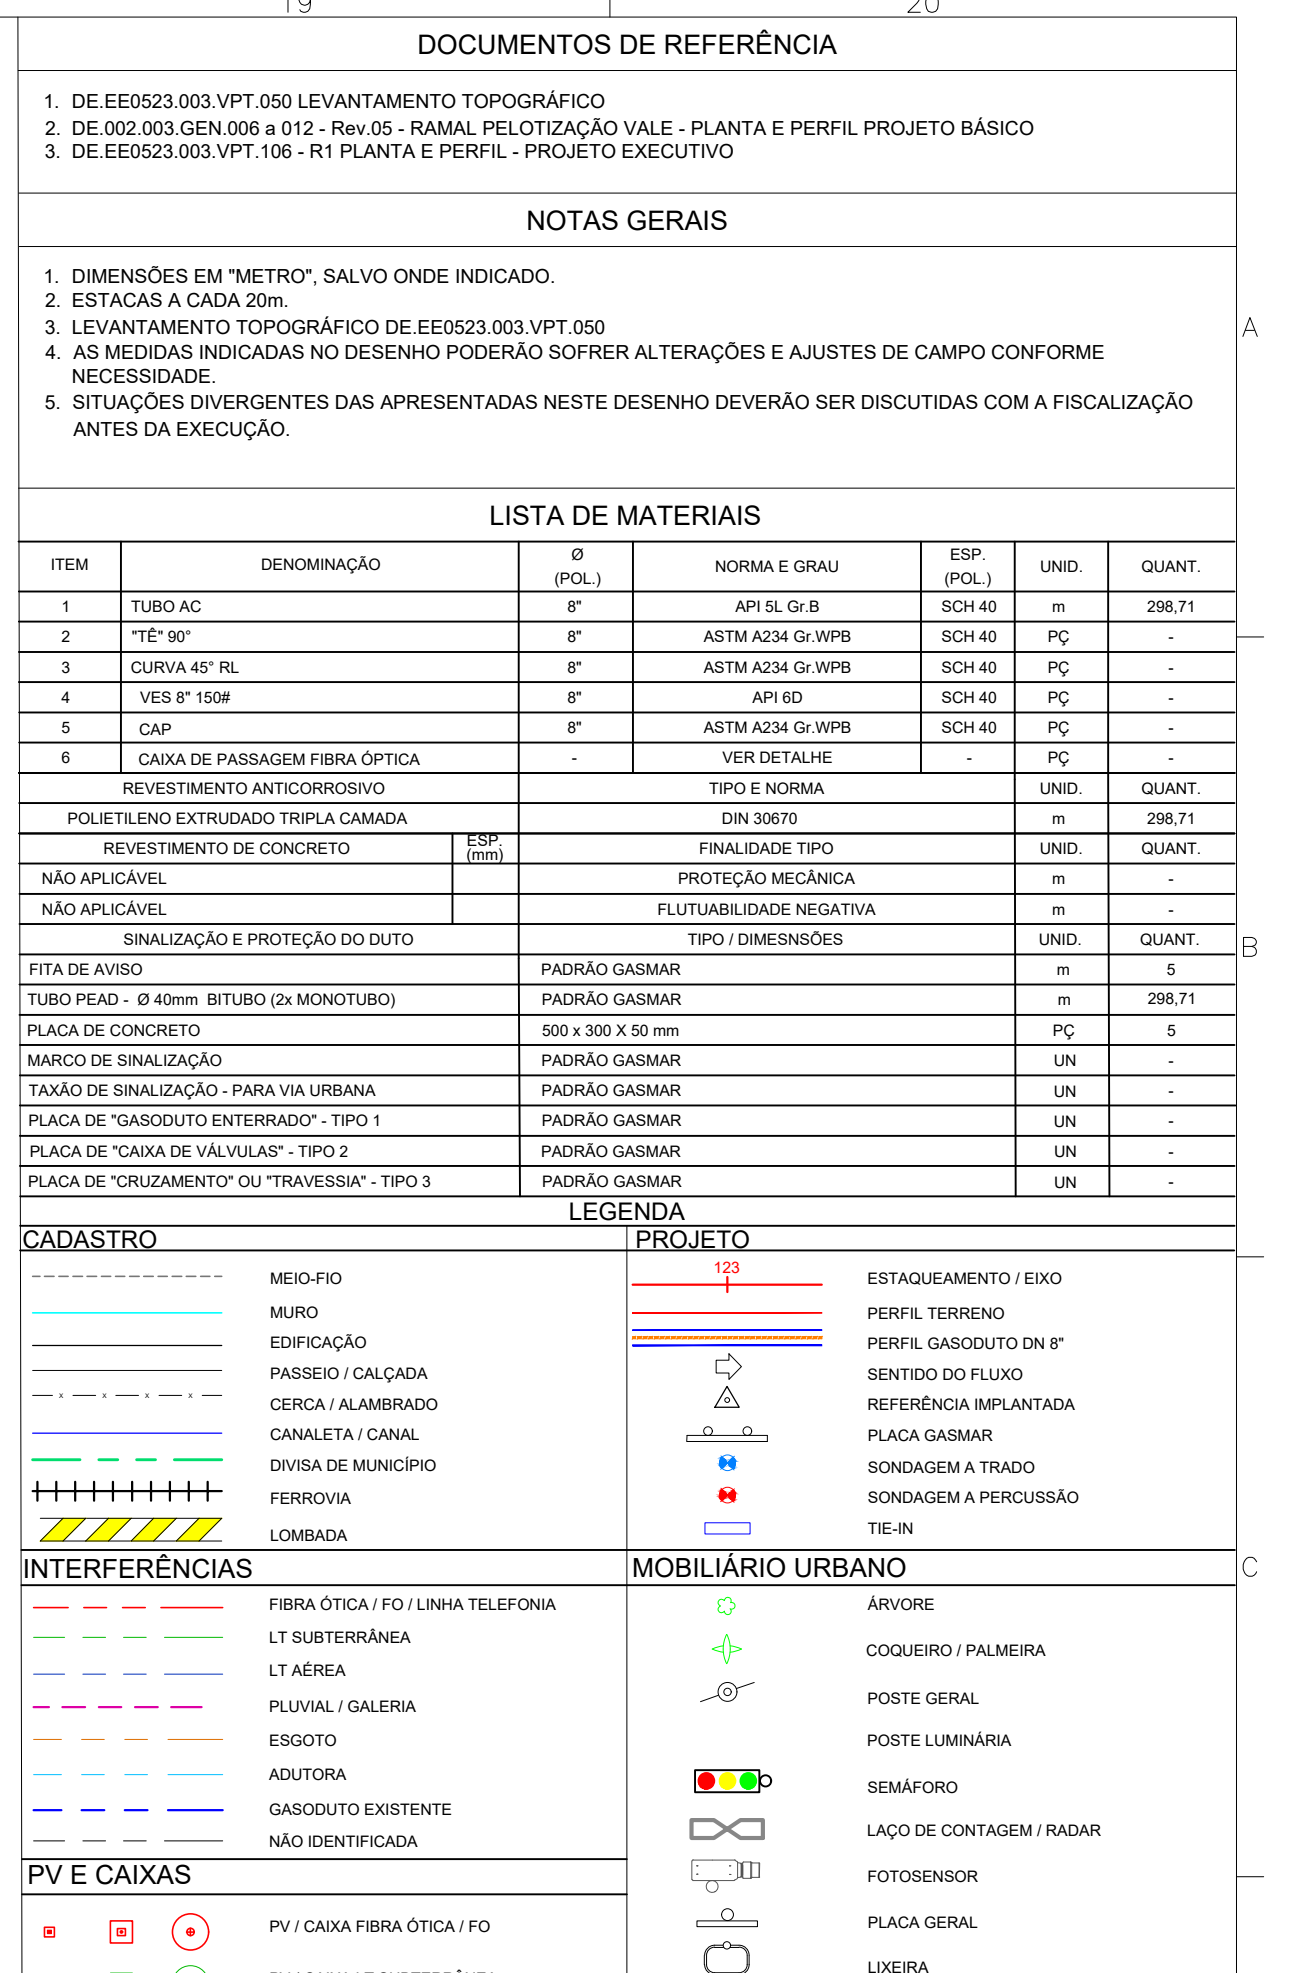 19 20
DOCUMENTOS DE REFERÊNCIA
1. DE.EE0523.003.VPT.050 LEVANTAMENTO TOPOGRÁFICO
2. DE.002.003.GEN.006 a 012 - Rev.05 - RAMAL PELOTIZAÇÃO VALE - PLANTA E PERFIL PROJETO BÁSICO
3. DE.EE0523.003.VPT.106 - R1 PLANTA E PERFIL - PROJETO EXECUTIVO
NOTAS GERAIS
1. DIMENSÕES EM "METRO", SALVO ONDE INDICADO.
2. ESTACAS A CADA 20m.
3. LEVANTAMENTO TOPOGRÁFICO DE.EE0523.003.VPT.050
A
4. AS MEDIDAS INDICADAS NO DESENHO PODERÃO SOFRER ALTERAÇÕES E AJUSTES DE CAMPO CONFORME
NECESSIDADE.
5. SITUAÇÕES DIVERGENTES DAS APRESENTADAS NESTE DESENHO DEVERÃO SER DISCUTIDAS COM A FISCALIZAÇÃO
ANTES DA EXECUÇÃO.
LISTA DE MATERIAIS
ITEM DENOMINAÇÃO Ø (POL.) NORMA E GRAU ESP. (POL.) UNID. QUANT.
1 TUBO AC 8" API 5L Gr.B SCH 40 m 298,71
2 "TÊ" 90° 8" ASTM A234 Gr.WPB SCH 40 PÇ -
3 CURVA 45° RL 8" ASTM A234 Gr.WPB SCH 40 PÇ -
4 VES 8" 150# 8" API 6D SCH 40 PÇ -
5 CAP 8" ASTM A234 Gr.WPB SCH 40 PÇ -
6 CAIXA DE PASSAGEM FIBRA ÓPTICA - VER DETALHE - PÇ -
REVESTIMENTO ANTICORROSIVO TIPO E NORMA UNID. QUANT.
POLIETILENO EXTRUDADO TRIPLA CAMADA DIN 30670 m 298,71
REVESTIMENTO DE CONCRETO ESP. (mm) FINALIDADE TIPO UNID. QUANT.
NÃO APLICÁVEL PROTEÇÃO MECÂNICA m -
NÃO APLICÁVEL FLUTUABILIDADE NEGATIVA m -
SINALIZAÇÃO E PROTEÇÃO DO DUTO TIPO / DIMESNSÕES UNID. QUANT.
B
FITA DE AVISO PADRÃO GASMAR m 5
TUBO PEAD - Ø 40mm BITUBO (2x MONOTUBO) PADRÃO GASMAR m 298,71
PLACA DE CONCRETO 500 x 300 X 50 mm PÇ 5
MARCO DE SINALIZAÇÃO PADRÃO GASMAR UN -
TAXÃO DE SINALIZAÇÃO - PARA VIA URBANA PADRÃO GASMAR UN -
PLACA DE "GASODUTO ENTERRADO" - TIPO 1 PADRÃO GASMAR UN -
PLACA DE "CAIXA DE VÁLVULAS" - TIPO 2 PADRÃO GASMAR UN -
PLACA DE "CRUZAMENTO" OU "TRAVESSIA" - TIPO 3 PADRÃO GASMAR UN -
LEGENDA
CADASTRO
MEIO-FIO
MURO
EDIFICAÇÃO
PASSEIO / CALÇADA
x x x x CERCA / ALAMBRADO
CANALETA / CANAL
DIVISA DE MUNICÍPIO
FERROVIA
LOMBADA
PROJETO
123 ESTAQUEAMENTO / EIXO
PERFIL TERRENO
PERFIL GASODUTO DN 8"
SENTIDO DO FLUXO
REFERÊNCIA IMPLANTADA
PLACA GASMAR
SONDAGEM A TRADO
SONDAGEM A PERCUSSÃO
TIE-IN
C
INTERFERÊNCIAS
FIBRA ÓTICA / FO / LINHA TELEFONIA
LT SUBTERRÂNEA
LT AÉREA
PLUVIAL / GALERIA
ESGOTO
ADUTORA
GASODUTO EXISTENTE
NÃO IDENTIFICADA
PV E CAIXAS
PV / CAIXA FIBRA ÓTICA / FO
MOBILIÁRIO URBANO
ÁRVORE
COQUEIRO / PALMEIRA
POSTE GERAL
POSTE LUMINÁRIA
SEMÁFORO
LAÇO DE CONTAGEM / RADAR
FOTOSENSOR
PLACA GERAL
LIXEIRA